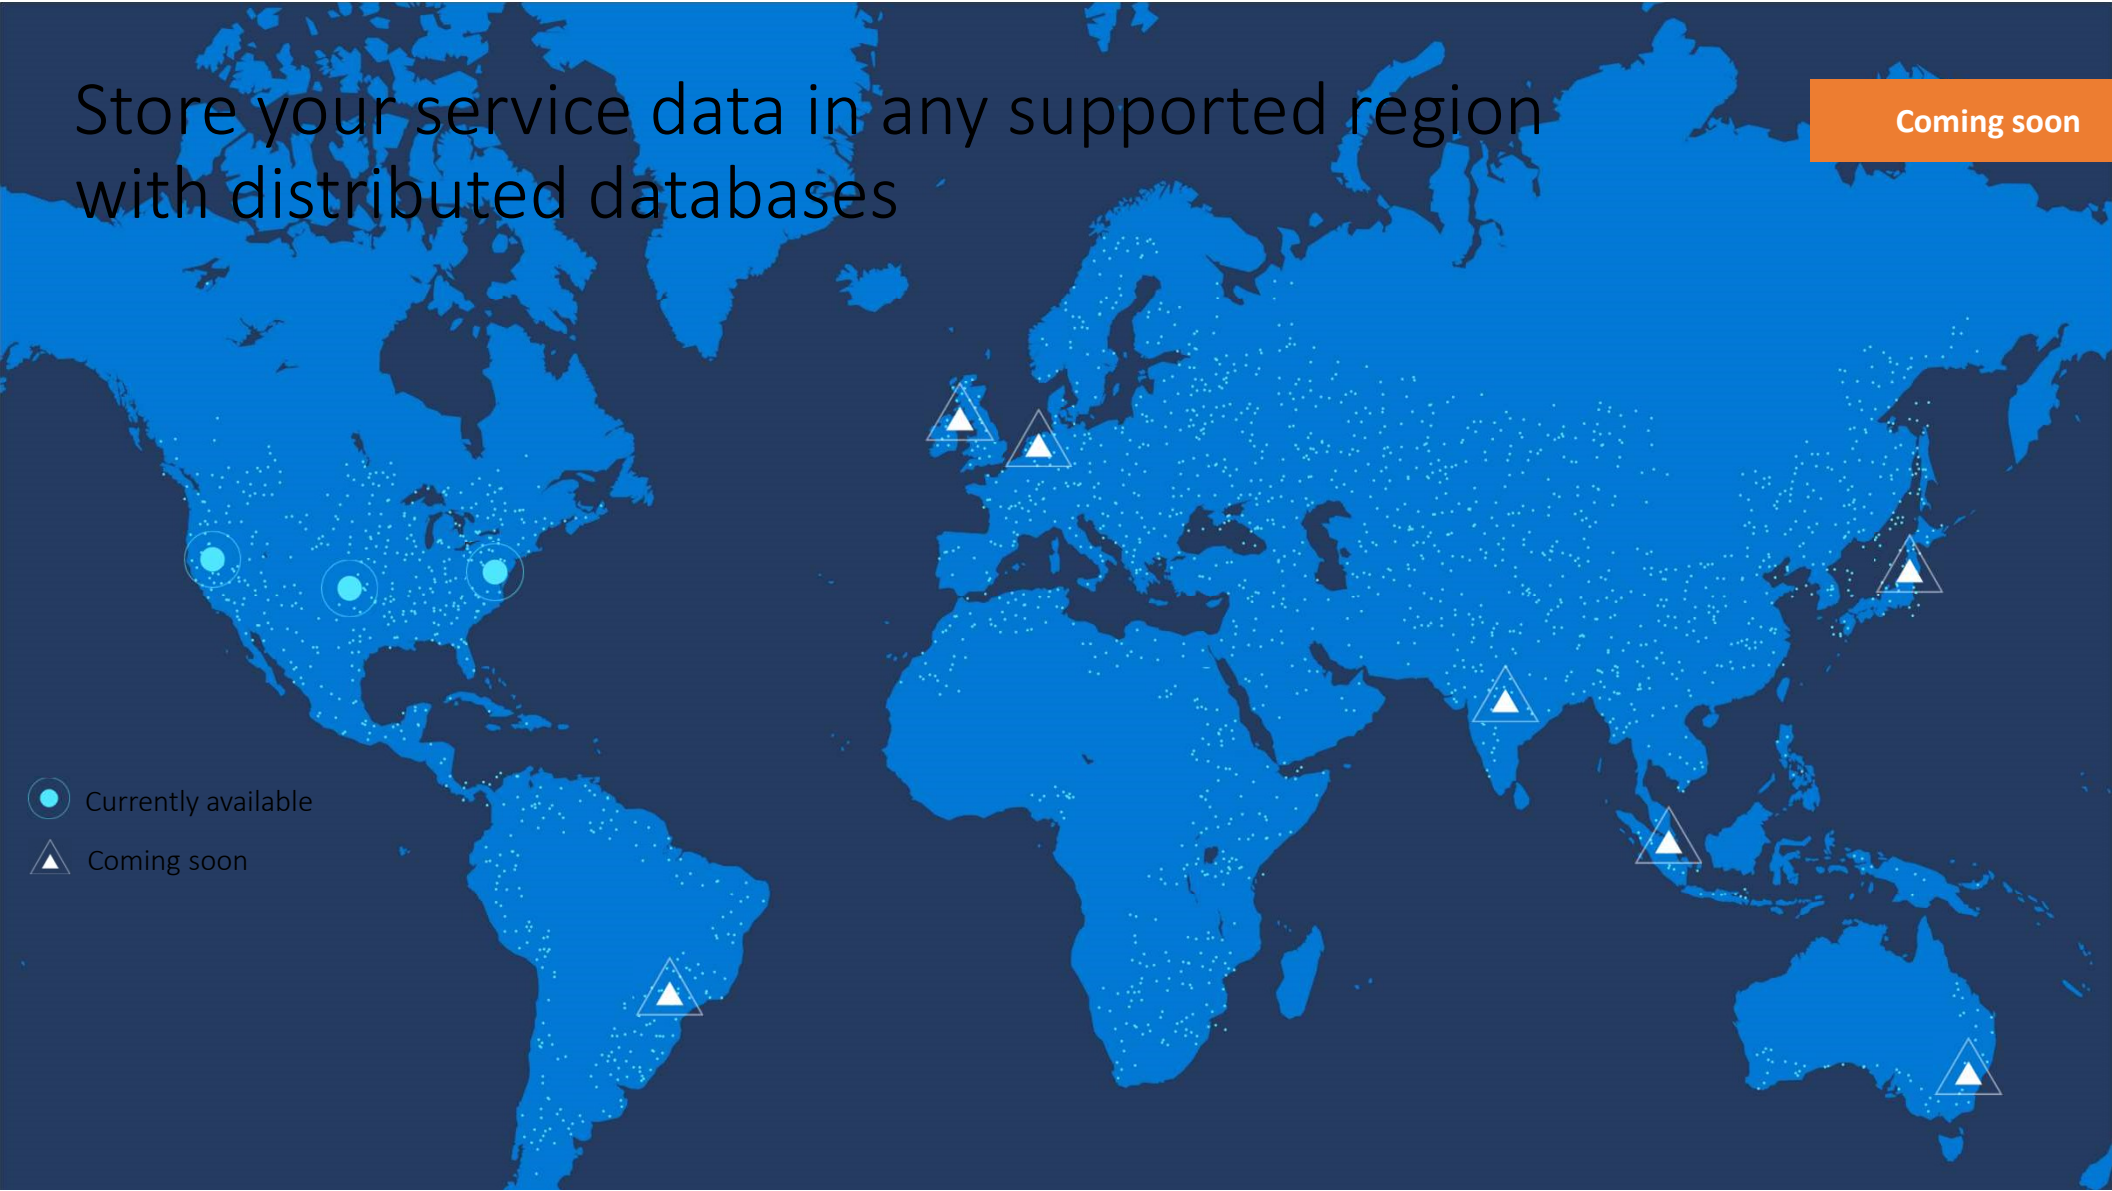 Store your service data in any supported region
with distributed databases
Coming soon
Currently available
Coming soon